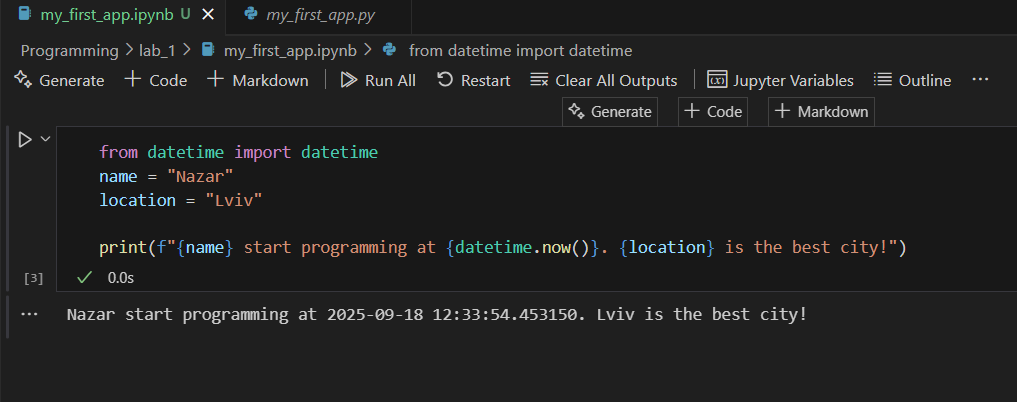 my_first_app.ipynb U my_first_app.py
Programming > lab_1 > my_first_app.ipynb > from datetime import datetime
Generate + Code + Markdown Run All Restart Clear All Outputs Jupyter Variables Outline ...
Generate + Code + Markdown
from datetime import datetime
name = "Nazar"
location = "Lviv"
print(f"{name} start programming at {datetime.now()}. {location} is the best city!")
[3] 0.0s
Nazar start programming at 2025-09-18 12:33:54.453150. Lviv is the best city!